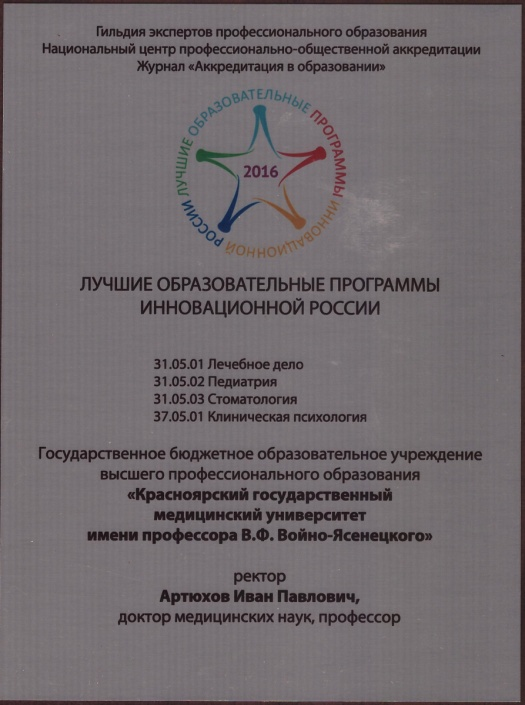 Гильдия экспертов профессионального образования
Национальный центр профессионально-общественной аккредитации
Журнал «Аккредитация в образовании»
ЛУЧШИЕ ОБРАЗОВАТЕЛЬНЫЕ ПРОГРАММЫ ИННОВАЦИОННОЙ РОССИИ
2016
ЛУЧШИЕ ОБРАЗОВАТЕЛЬНЫЕ ПРОГРАММЫ
ИННОВАЦИОННОЙ РОССИИ
31.05.01 Лечебное дело
31.05.02 Педиатрия
31.05.03 Стоматология
37.05.01 Клиническая психология
Государственное бюджетное образовательное учреждение
высшего профессионального образования
«Красноярский государственный
медицинский университет
имени профессора В.Ф. Войно-Ясенецкого»
ректор
Артюхов Иван Павлович,
доктор медицинских наук, профессор